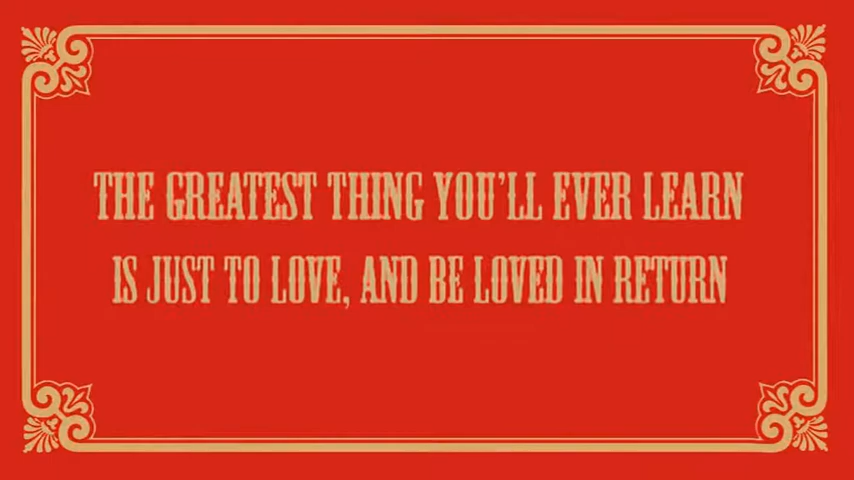 THE GREATEST THING YOU'LL EVER LEARN
IS JUST TO LOVE, AND BE LOVED IN RETURN